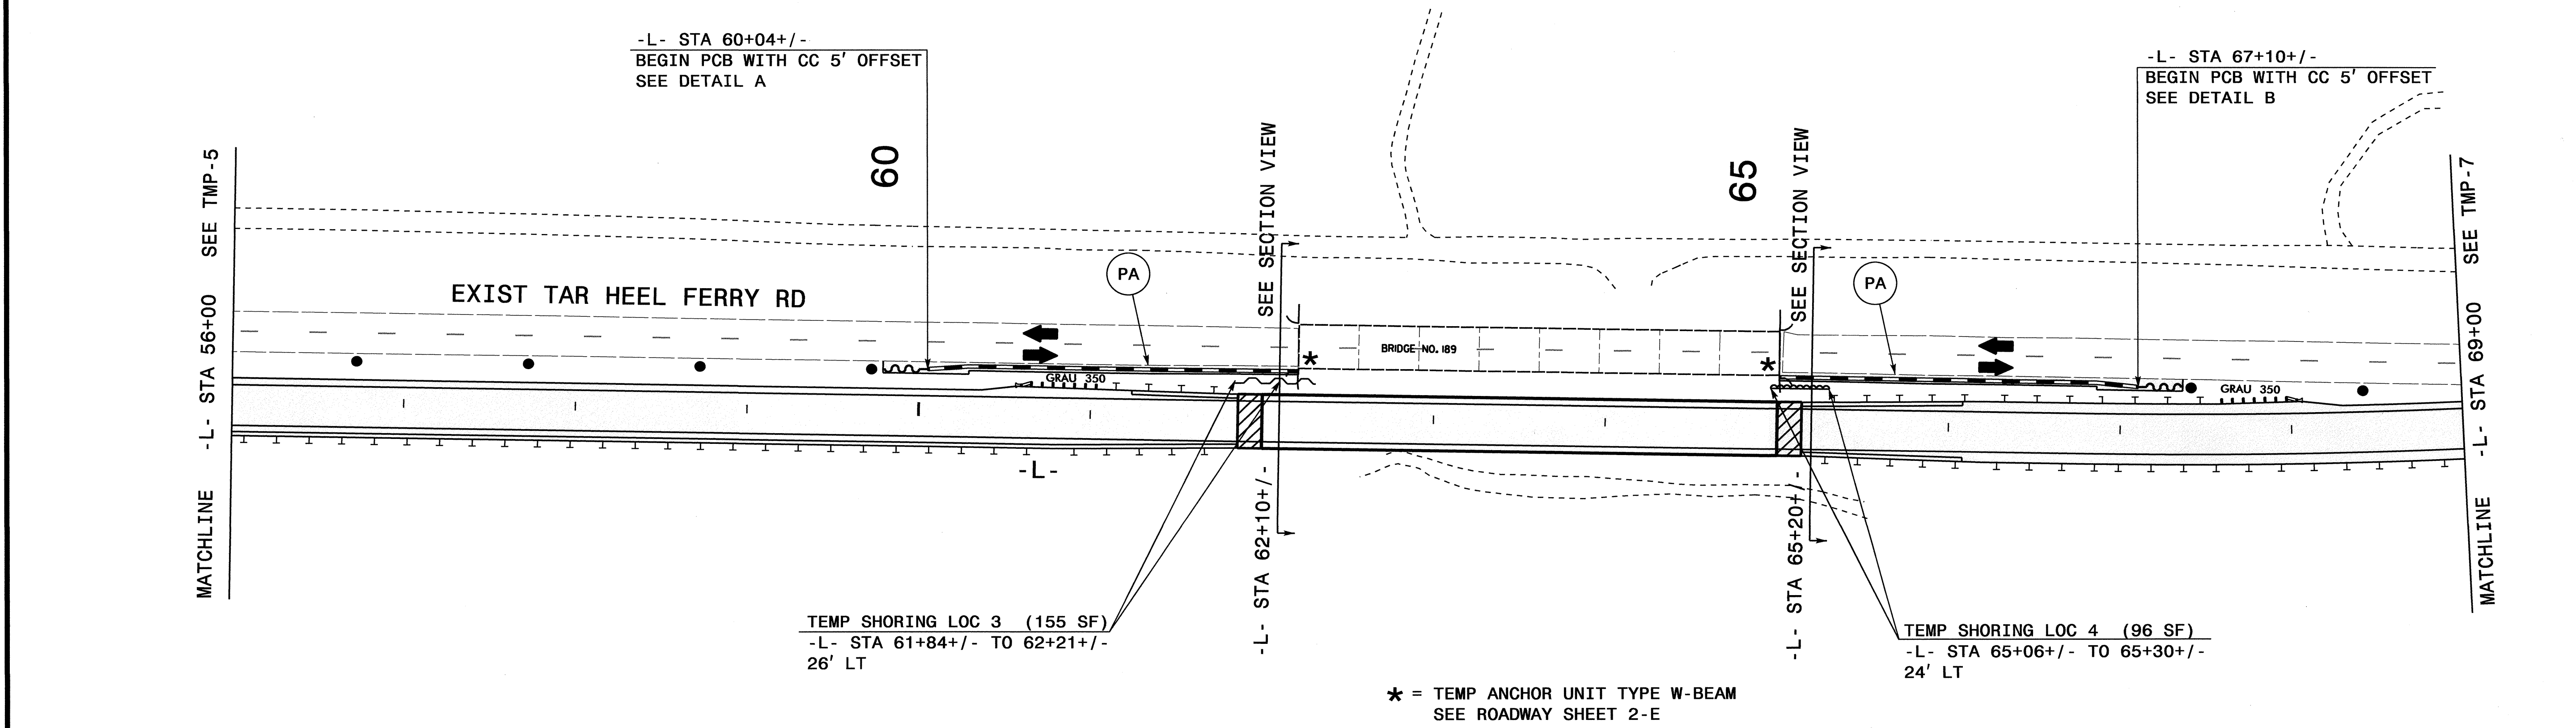 -L- STA 60+04+/-
BEGIN PCB WITH CC 5' OFFSET
SEE DETAIL A
-L- STA 67+10+/-
BEGIN PCB WITH CC 5' OFFSET
SEE DETAIL B
MATCHLINE -L- STA 56+00 SEE TMP-5
60
SEE SECTION VIEW
65
SEE SECTION VIEW
MATCHLINE -L- STA 69+00 SEE TMP-7
PA
PA
EXIST TAR HEEL FERRY RD
BRIDGE NO. 189
*
*
GRAU 350
GRAU 350
-L-
-L- STA 62+10+/-
-L- STA 65+20+/-
TEMP SHORING LOC 3 (155 SF)
-L- STA 61+84+/- TO 62+21+/-
26' LT
TEMP SHORING LOC 4 (96 SF)
-L- STA 65+06+/- TO 65+30+/-
24' LT
* = TEMP ANCHOR UNIT TYPE W-BEAM
SEE ROADWAY SHEET 2-E